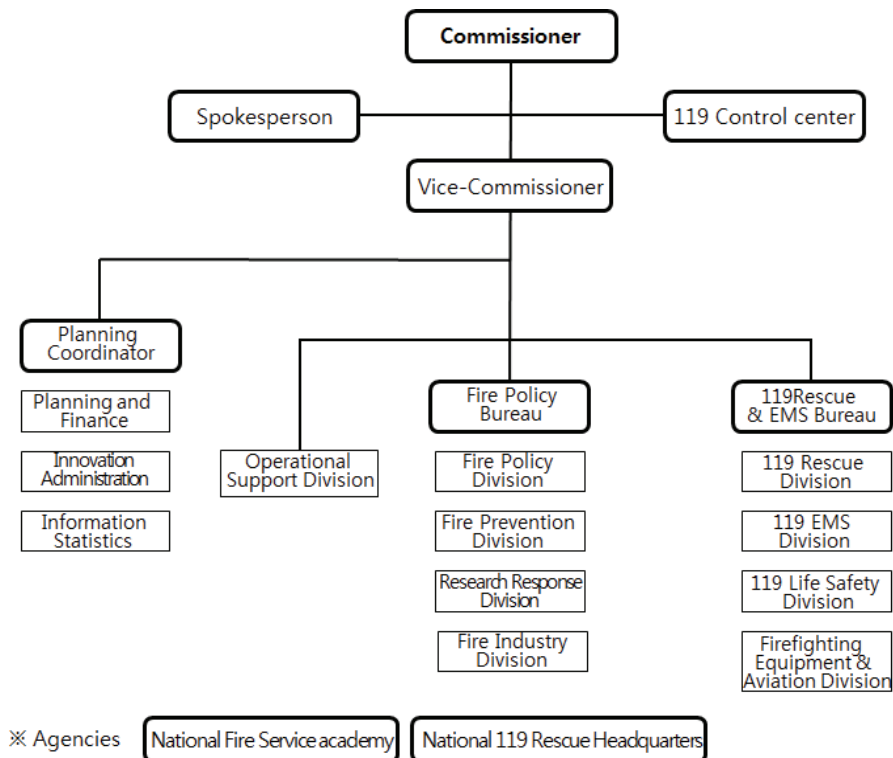 Commissioner
Spokesperson
119 Control center
Vice-Commissioner
Planning
Coordinator
Planning and
Finance
Innovation
Administration
Information
Statistics
Operational
Support Division
Fire Policy
Bureau
Fire Policy
Division
Fire Prevention
Division
Research Response
Division
Fire Industry
Division
119Rescue
& EMS Bureau
119 Rescue
Division
119 EMS
Division
119 Life Safety
Division
Firefighting
Equipment &
Aviation Division
※ Agencies
National Fire Service academy
National 119 Rescue Headquarters